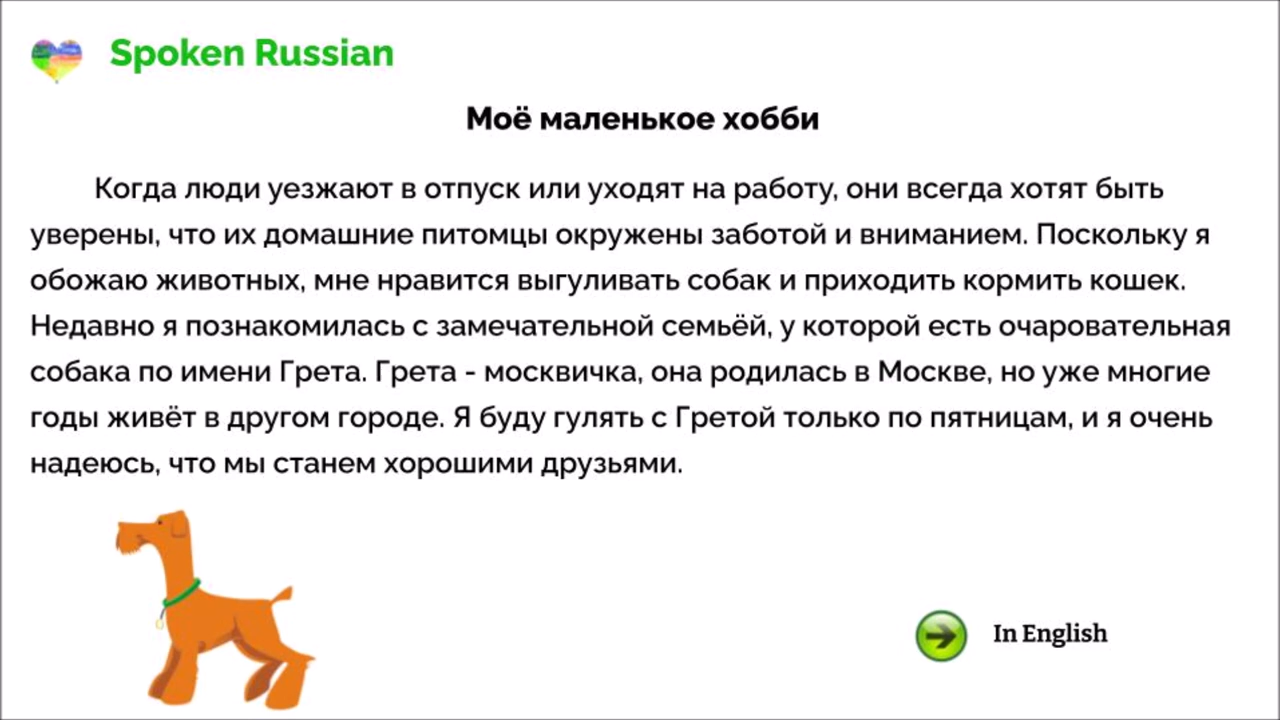 Spoken Russian
Моё маленькое хобби
Когда люди уезжают в отпуск или уходят на работу, они всегда хотят быть
уверены, что их домашние питомцы окружены заботой и вниманием. Поскольку я
обожаю животных, мне нравится выгуливать собак и приходить кормить кошек.
Недавно я познакомилась с замечательной семьёй, у которой есть очаровательная
собака по имени Грета. Грета - москвичка, она родилась в Москве, но уже многие
годы живёт в другом городе. Я буду гулять с Гретой только по пятницам, и я очень
надеюсь, что мы станем хорошими друзьями.
In English